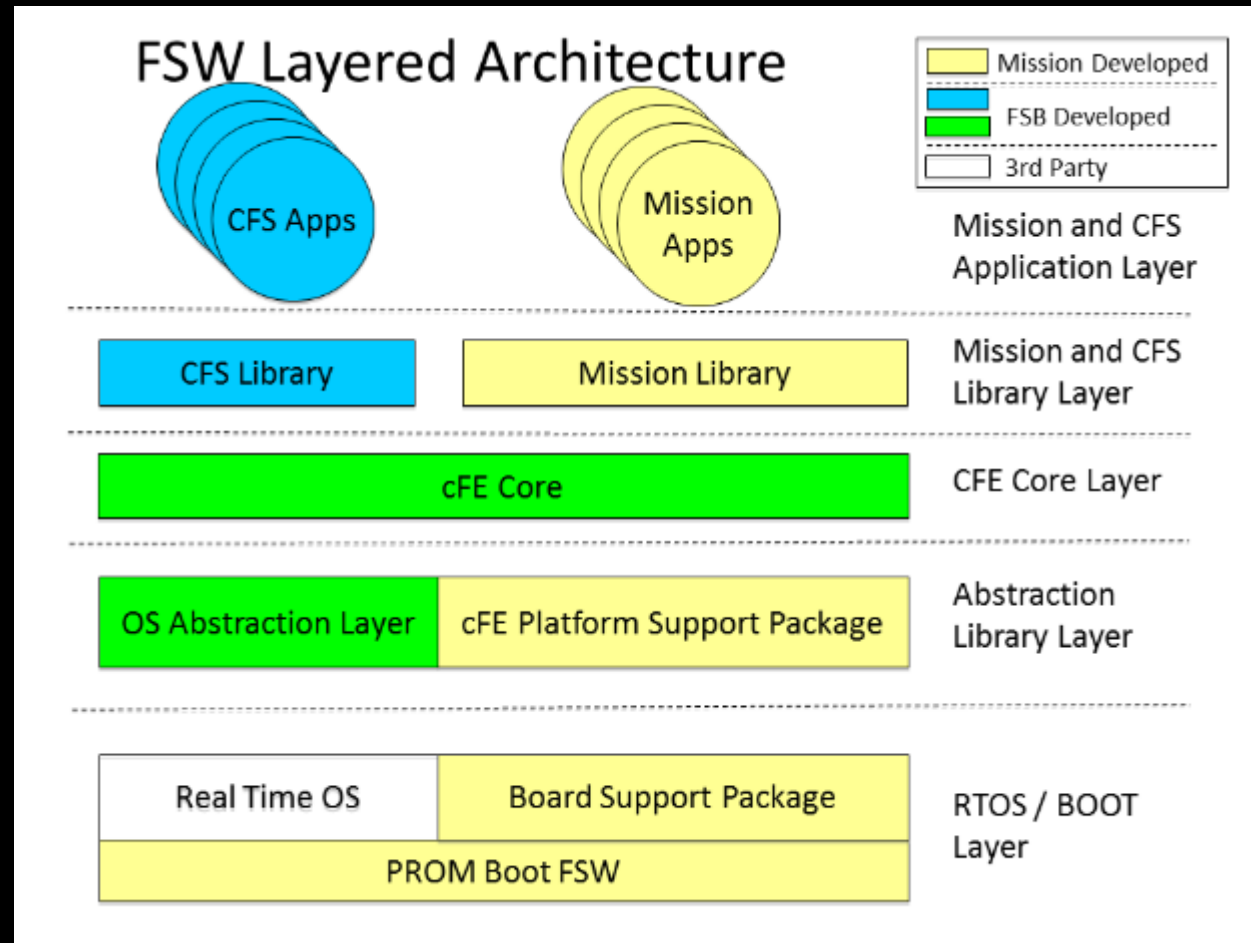 FSW Layered Architecture
Mission Developed
FSB Developed
3rd Party
CFS Apps
Mission
Apps
Mission and CFS
Application Layer
CFS Library
Mission Library
Mission and CFS
Library Layer
cFE Core
CFE Core Layer
OS Abstraction Layer
cFE Platform Support Package
Abstraction
Library Layer
Real Time OS
Board Support Package
PROM Boot FSW
RTOS / BOOT
Layer